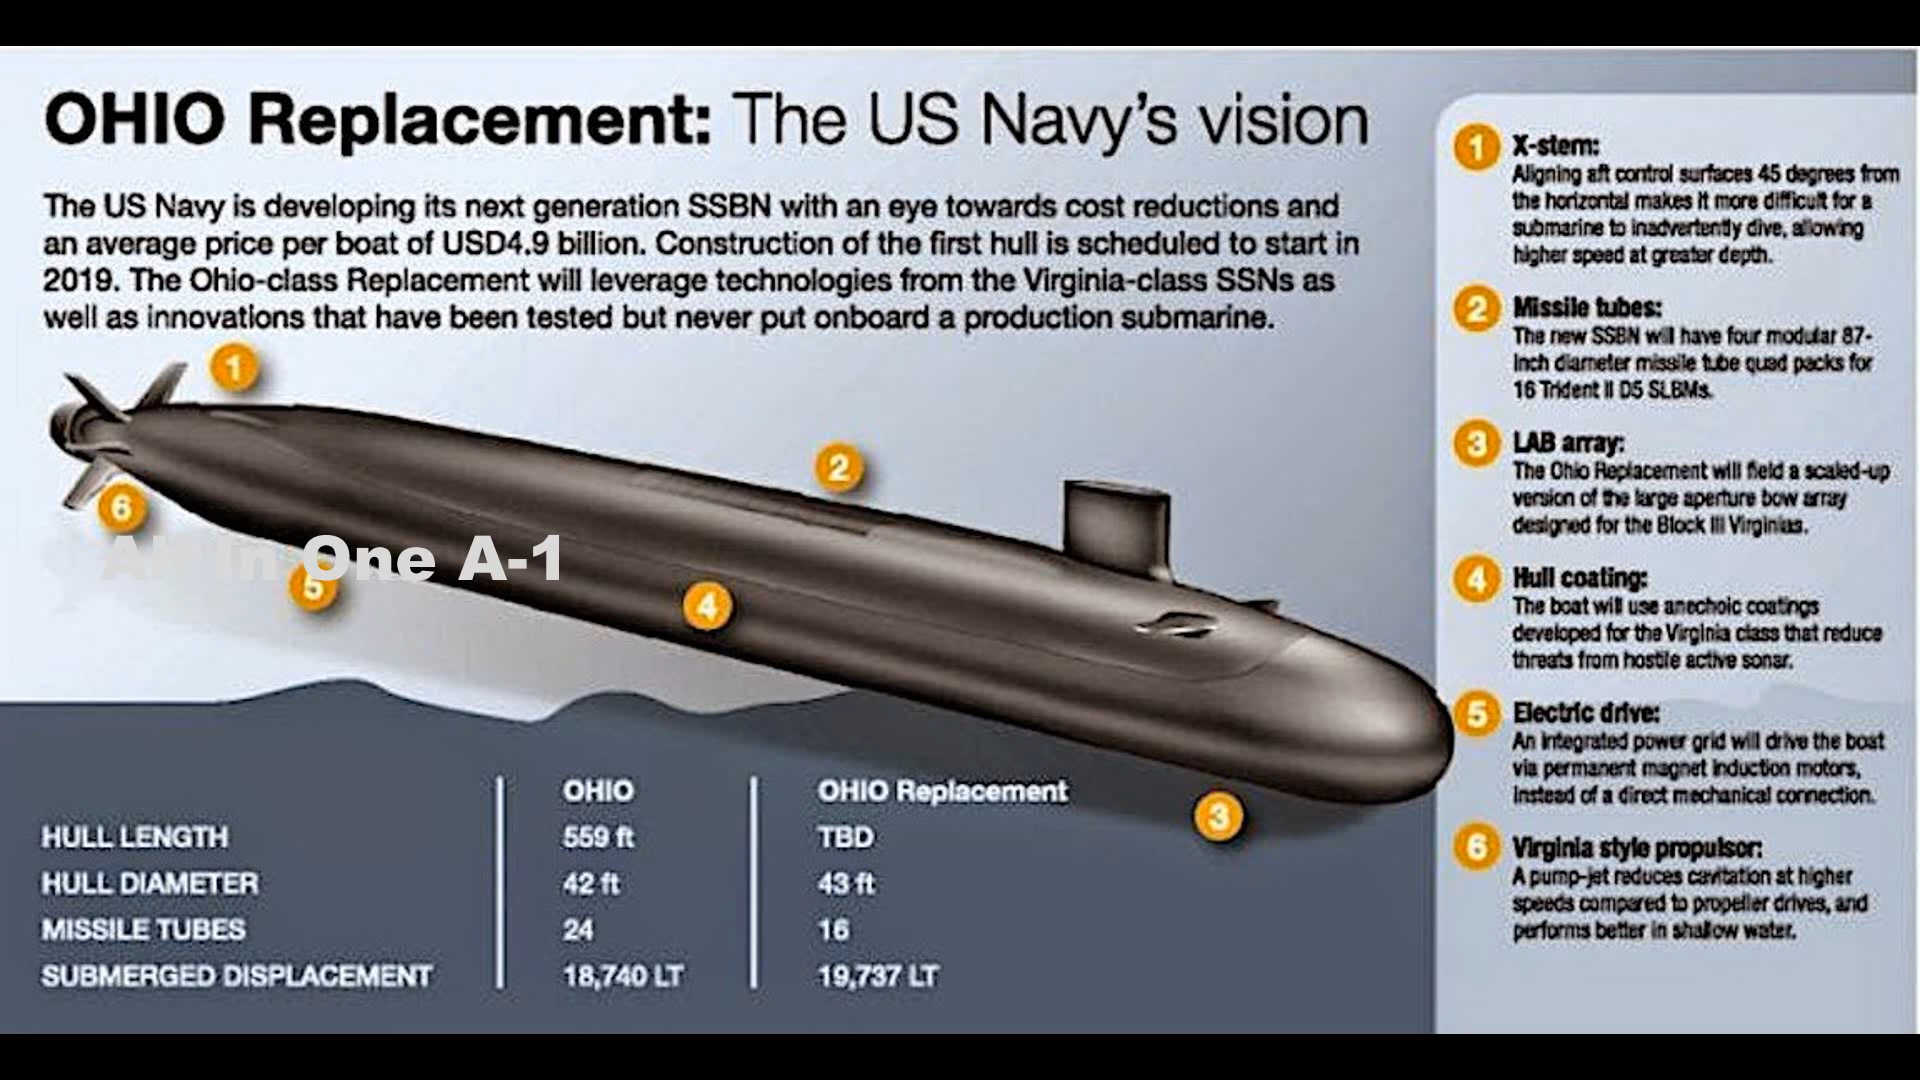 OHIO Replacement: The US Navy's vision
The US Navy is developing its next generation SSBN with an eye towards cost reductions and
an average price per boat of USD4.9 billion. Construction of the first hull is scheduled to start in
2019. The Ohio-class Replacement will leverage technologies from the Virginia-class SSNs as
well as innovations that have been tested but never put onboard a production submarine.
1
2
6
All In One A-1
5
4
3
OHIO
OHIO Replacement
HULL LENGTH 559 ft TBD
HULL DIAMETER 42 ft 43 ft
MISSILE TUBES 24 16
SUBMERGED DISPLACEMENT 18,740 LT 19,737 LT
1 X-stem:
Aligning aft control surfaces 45 degrees from
the horizontal makes it more difficult for a
submarine to inadvertently dive, allowing
higher speed at greater depth.
2 Missile tubes:
The new SSBN will have four modular 87-
inch diameter missile tube quad packs for
16 Trident II D5 SLBMs.
3 LAB array:
The Ohio Replacement will field a scaled-up
version of the large aperture bow array
designed for the Block III Virginias.
4 Hull coating:
The boat will use anechoic coatings
developed for the Virginia class that reduce
threats from hostile active sonar.
5 Electric drive:
An integrated power grid will drive the boat
via permanent magnet induction motors,
instead of a direct mechanical connection.
6 Virginia style propulsor:
A pump-jet reduces cavitation at higher
speeds compared to propeller drives, and
performs better in shallow water.